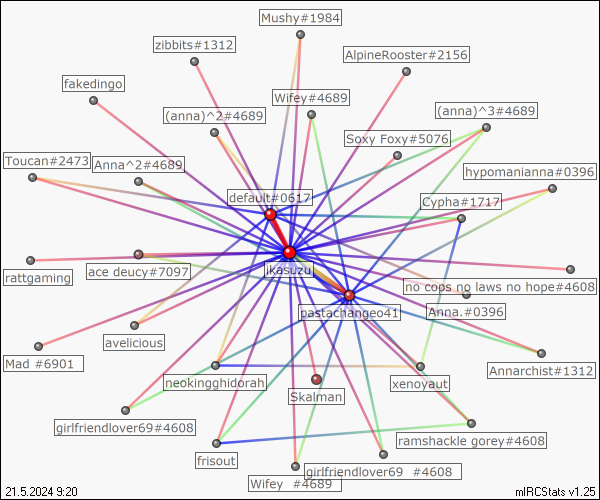 Mushy#1984
zibbits#1312
AlpineRooster#2156
fakedingo
Wifey#4689
(anna)^2#4689
(anna)^3#4689
Soxy Foxy#5076
Toucan#2473
Anna^2#4689
hypomanianna#0396
default#0617
Cypha#1717
ikasuzu
rattgaming
ace deucy#7097
no cops no laws no hope#4608
pastachangeo41
Anna.#0396
avelicious
Mad #6901
Annarchist#1312
neokingghidorah
xenoyaut
Skalman
girlfriendlover69#4608
ramshackle gorey#4608
frisout
girlfriendlover69 #4608
Wifey #4689
21.5.2024 9:20
mIRCStats v1.25